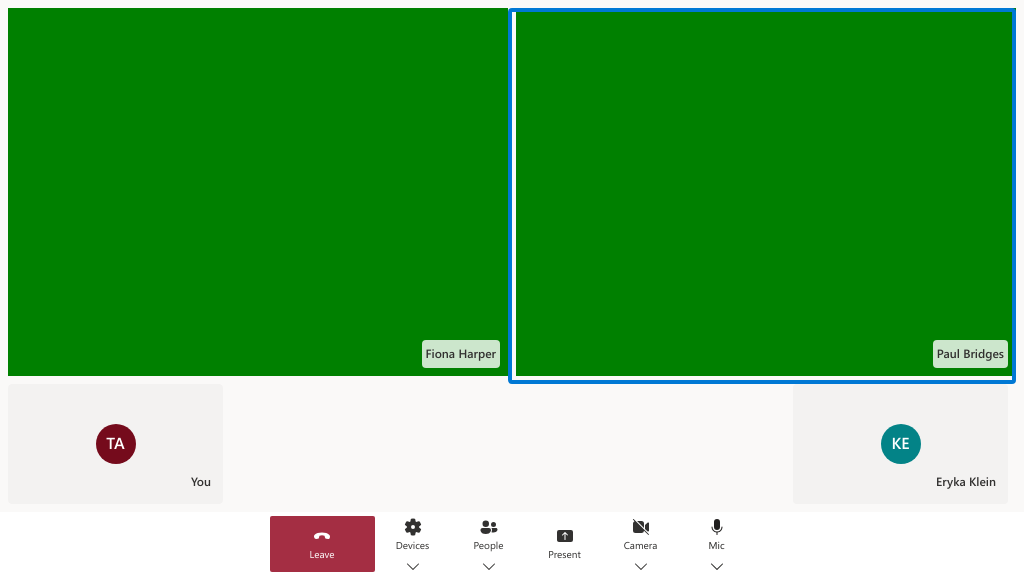 Fiona Harper
Paul Bridges
TA
You
KE
Eryka Klein
Leave
Devices
People
Present
Camera
Mic